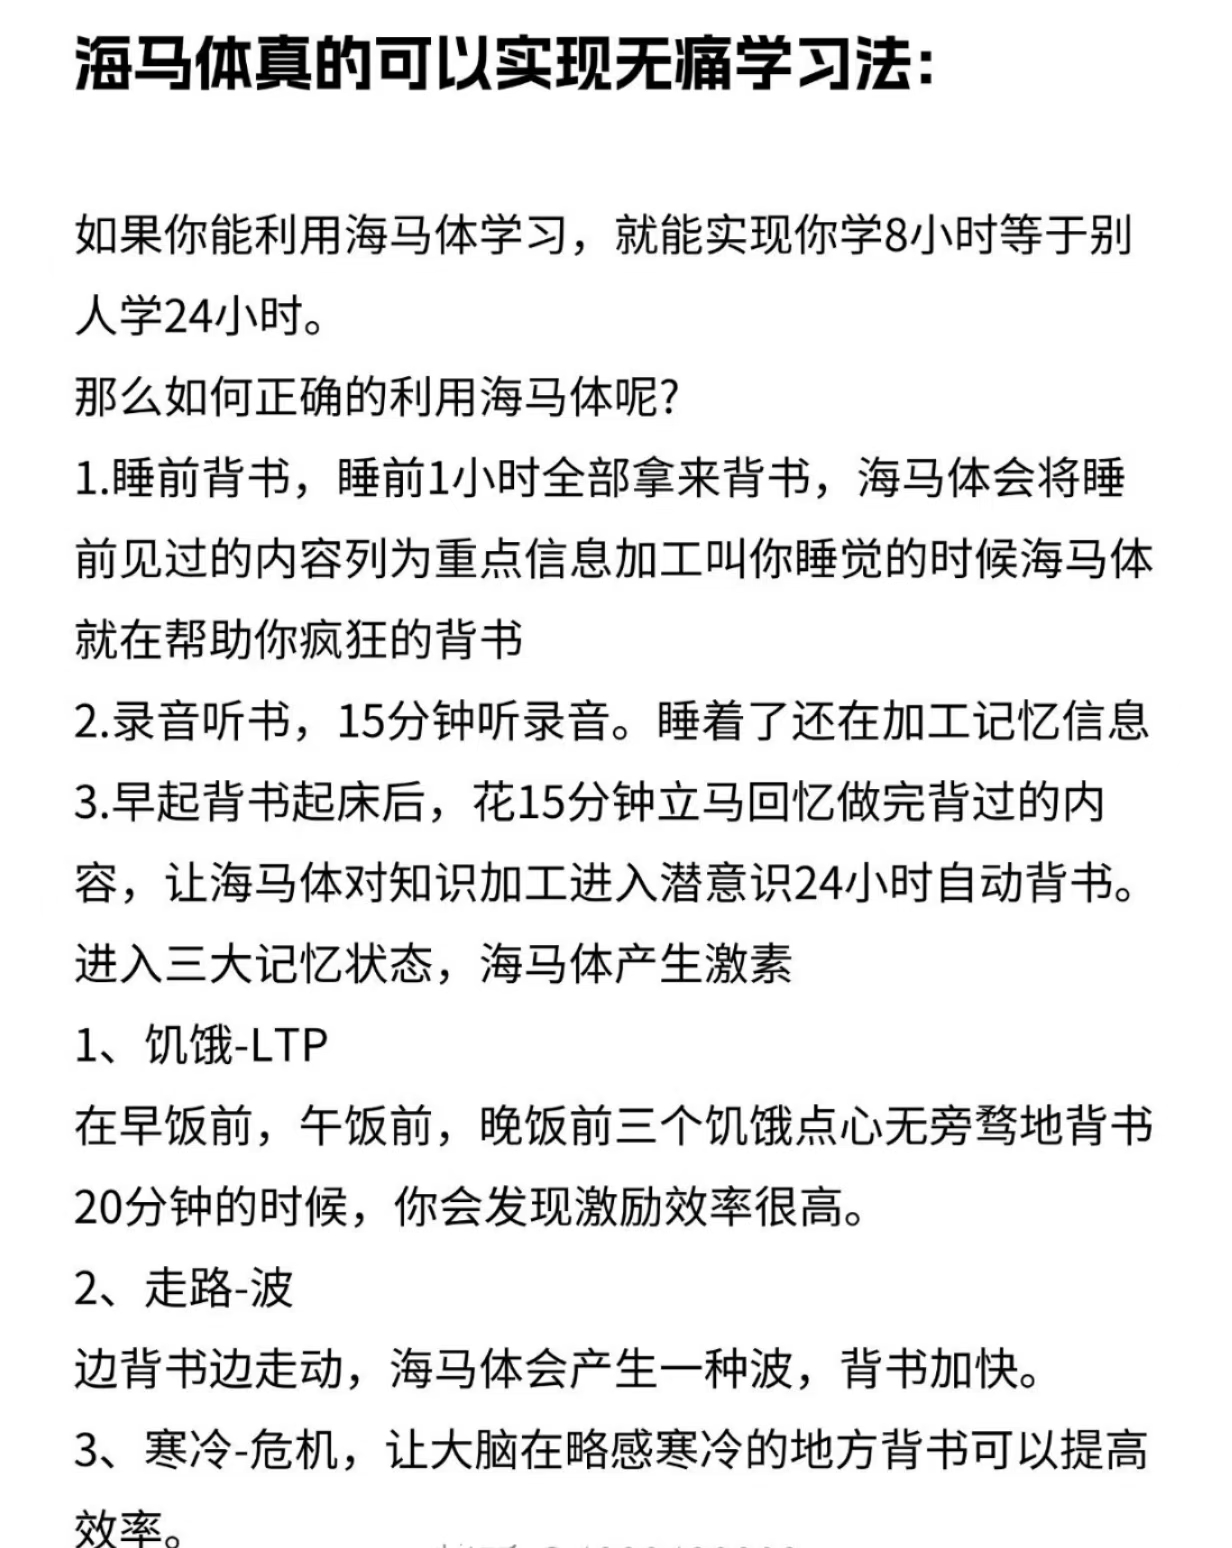 海马体真的可以实现无痛学习法：
如果你能利用海马体学习，就能实现你学8小时等于别
人学24小时。
那么如何正确的利用海马体呢?
1.睡前背书，睡前1小时全部拿来背书，海马体会将睡
前见过的内容列为重点信息加工叫你睡觉的时候海马体
就在帮助你疯狂的背书
2.录音听书，15分钟听录音。睡着了还在加工记忆信息
3.早起背书起床后，花15分钟立马回忆做完背过的内
容，让海马体对知识加工进入潜意识24小时自动背书。
进入三大记忆状态，海马体产生激素
1、饥饿-LTP
在早饭前，午饭前，晚饭前三个饥饿点心无旁骛地背书
20分钟的时候，你会发现激励效率很高。
2、走路-波
边背书边走动，海马体会产生一种波，背书加快。
3、寒冷-危机，让大脑在略感寒冷的地方背书可以提高
效率。